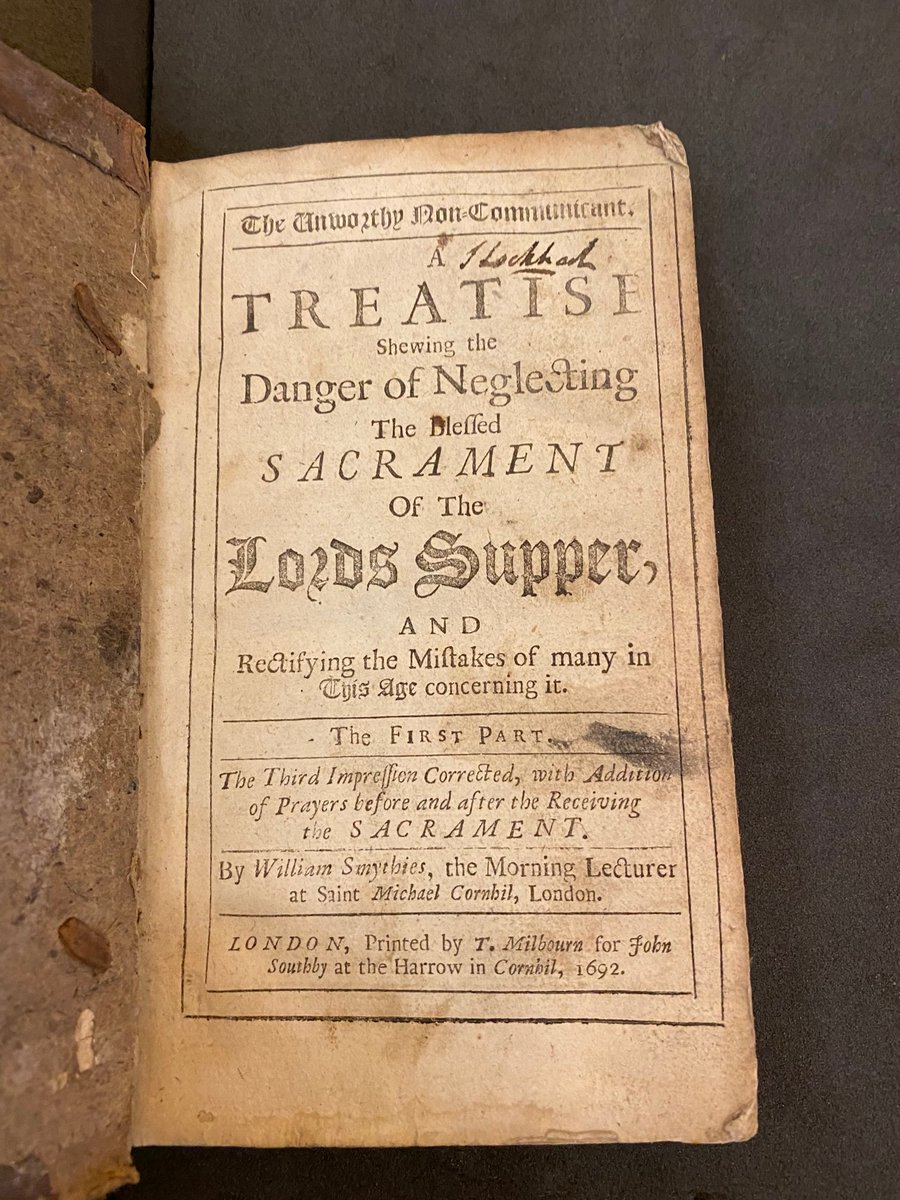 The Unworthy Non-Communicant.
A
TREATISE
Shewing the
Danger of Neglecting
The Bleſſed
SACRAMENT
Of The
Lords Supper,
AND
Rectifying the Miſtakes of many in
This Age concerning it.
The FIRST PART.
The Third Impreſſion Corrected, with Addition
of Prayers before and after the Receiving
the SACRAMENT.
By William Smythies, the Morning Lecturer
at Saint Michael Cornhil, London.
LONDON, Printed by T. Milbourn for John
Southby at the Harrow in Cornhil, 1692.